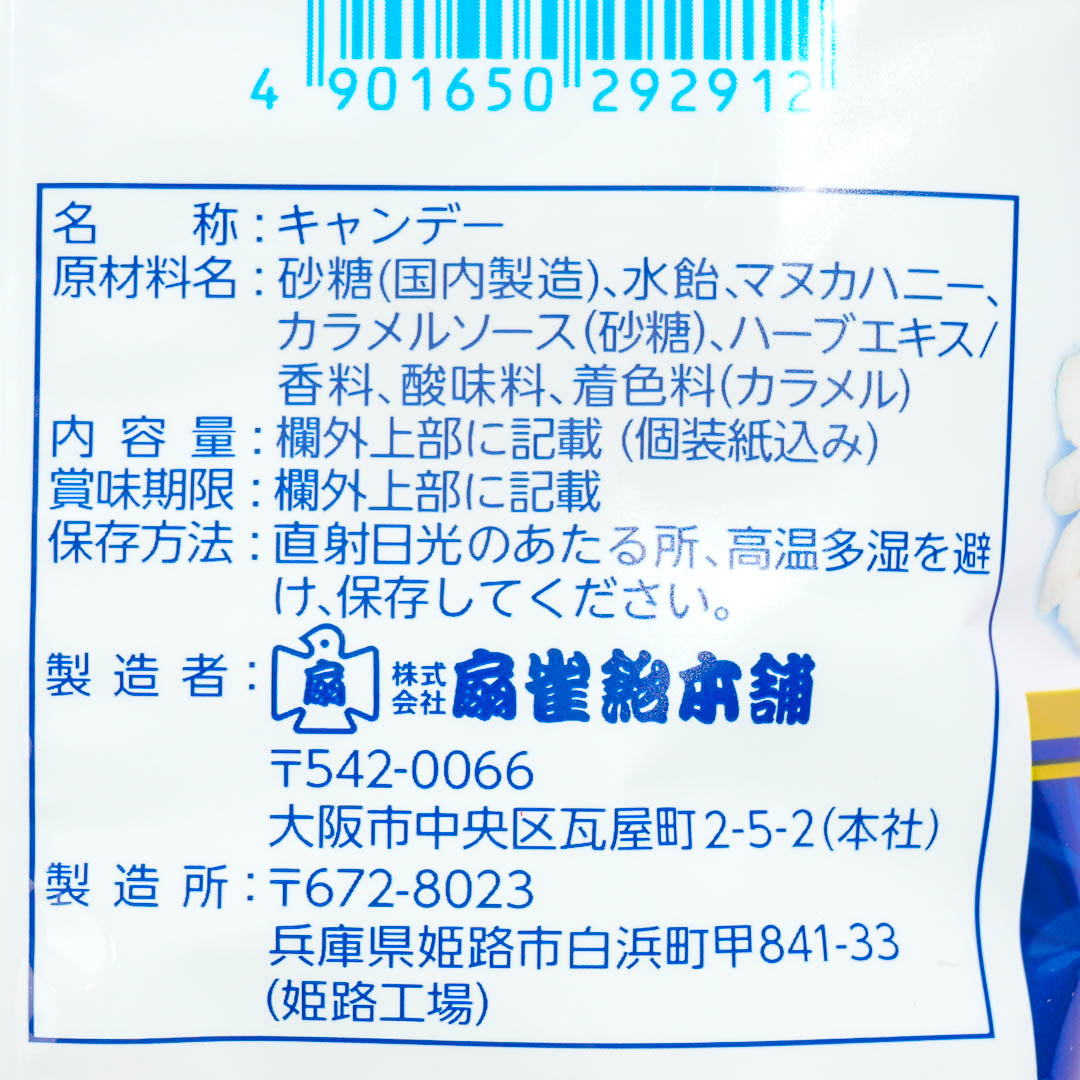 4 901650 292912
名称:キャンデー
原材料名:砂糖(国内製造)、水飴、マヌカハニー、
カラメルソース(砂糖)、ハーブエキス/
香料、酸味料、着色料(カラメル)
内容量:欄外上部に記載 (個装紙込み)
賞味期限:欄外上部に記載
保存方法:直射日光のあたる所、高温多湿を避
け、保存してください。
製造者:扇 株式会社 扇雀飴本舗
〒542-0066
大阪市中央区瓦屋町2-5-2(本社)
製造所:〒672-8023
兵庫県姫路市白浜町甲841-33
(姫路工場)